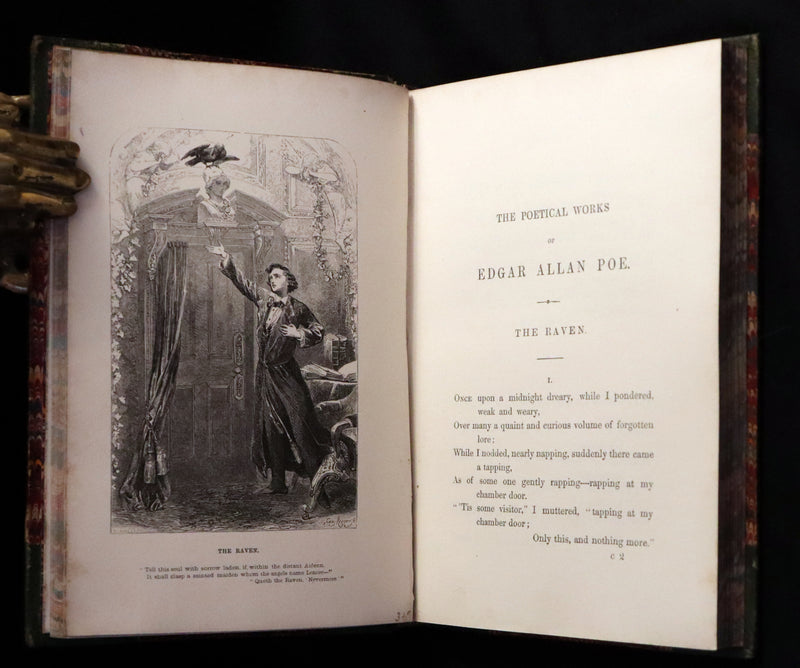 THE RAVEN.
"Tell this soul with sorrow laden, if, within the distant Aidenn,
It shall clasp a sainted maiden whom the angels name Lenore—"
"Quoth the Raven, Nevermore"
THE POETICAL WORKS
OF
EDGAR ALLAN POE.
THE RAVEN.
I.
ONCE upon a midnight dreary, while I pondered,
weak and weary,
Over many a quaint and curious volume of forgotten
lore;
While I nodded, nearly napping, suddenly there came
a tapping,
As of some one gently rapping—rapping at my
chamber door.
"'Tis some visitor," I muttered, "tapping at my
chamber door;
Only this, and nothing more."
C 2